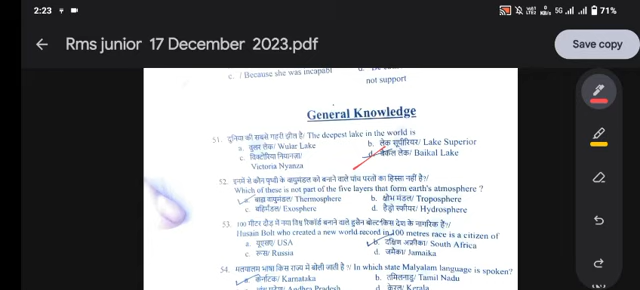 2:23
5G 71%
Rms junior 17 December 2023.pdf
Save copy
c. / Because she was incapabl
not support
General Knowledge
51. दुनिया की सबसे गहरी झील है/ The deepest lake in the world is
a. वुलर लेक/ Wular Lake b. लेक सूपीरियर/ Lake Superior
c. विक्टोरिया नियानजा/ d. बैकाल लेक/ Baikal Lake
Victoria Nyanza
52. इनमे से कौन पृथ्वी के वायुमंडल को बनाने वाले पांच परतों का हिस्सा नहीं है?/
Which of these is not part of the five layers that form earth's atmosphere ?
a. बाह्य वायुमंडल/ Thermosphere b. क्षोभ मंडल/ Troposphere
c. बहिर्मंडल/ Exosphere d. हैड्रो स्फीयर/ Hydrosphere
53. 100 मीटर दौड़ में नया विश्व रिकॉर्ड बनाने वाले हुसैन बोल्ट किस देश के नागरिक हैं?/
Husain Bolt who created a new world record in 100 metres race is a citizen of
a. यूएसए/ USA b. दक्षिण अफ्रीका/ South Africa
c. रूस/ Russia d. जमैका/ Jamaika
54. मलयालम भाषा किस राज्य में बोली जाती है ?/ In which state Malyalam language is spoken?
a. कर्नाटक/ Karnataka b. तमिलनाडु/ Tamil Nadu
Andhra Pradesh d. केरल/ Kerala